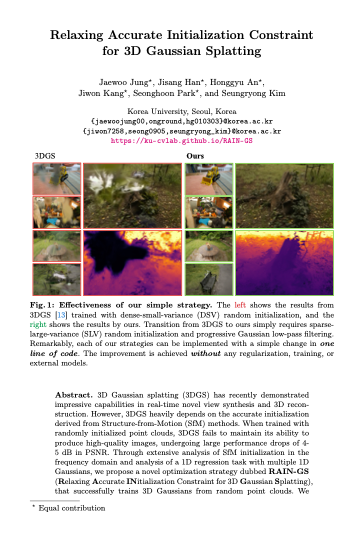 Relaxing Accurate Initialization Constraint
for 3D Gaussian Splatting
Jaewoo Jung⋆, Jisang Han⋆, Honggyu An⋆,
Jiwon Kang⋆, Seonghoon Park⋆, and Seungryong Kim
Korea University, Seoul, Korea
{jaewoojung00,onground,hg010303}@korea.ac.kr
{jiwon7258,seong0905,seungryong_kim}@korea.ac.kr
https://ku-cvlab.github.io/RAIN-GS
3DGS Ours
Fig. 1: Effectiveness of our simple strategy. The left shows the results from
3DGS [13] trained with dense-small-variance (DSV) random initialization, and the
right shows the results by ours. Transition from 3DGS to ours simply requires sparse-
large-variance (SLV) random initialization and progressive Gaussian low-pass filtering.
Remarkably, each of our strategies can be implemented with a simple change in one
line of code. The improvement is achieved without any regularization, training, or
external models.
Abstract. 3D Gaussian splatting (3DGS) has recently demonstrated
impressive capabilities in real-time novel view synthesis and 3D recon-
struction. However, 3DGS heavily depends on the accurate initialization
derived from Structure-from-Motion (SfM) methods. When trained with
randomly initialized point clouds, 3DGS fails to maintain its ability to
produce high-quality images, undergoing large performance drops of 4-
5 dB in PSNR. Through extensive analysis of SfM initialization in the
frequency domain and analysis of a 1D regression task with multiple 1D
Gaussians, we propose a novel optimization strategy dubbed RAIN-GS
(Relaxing Accurate INitialization Constraint for 3D Gaussian Splatting),
that successfully trains 3D Gaussians from random point clouds. We
⋆ Equal contribution